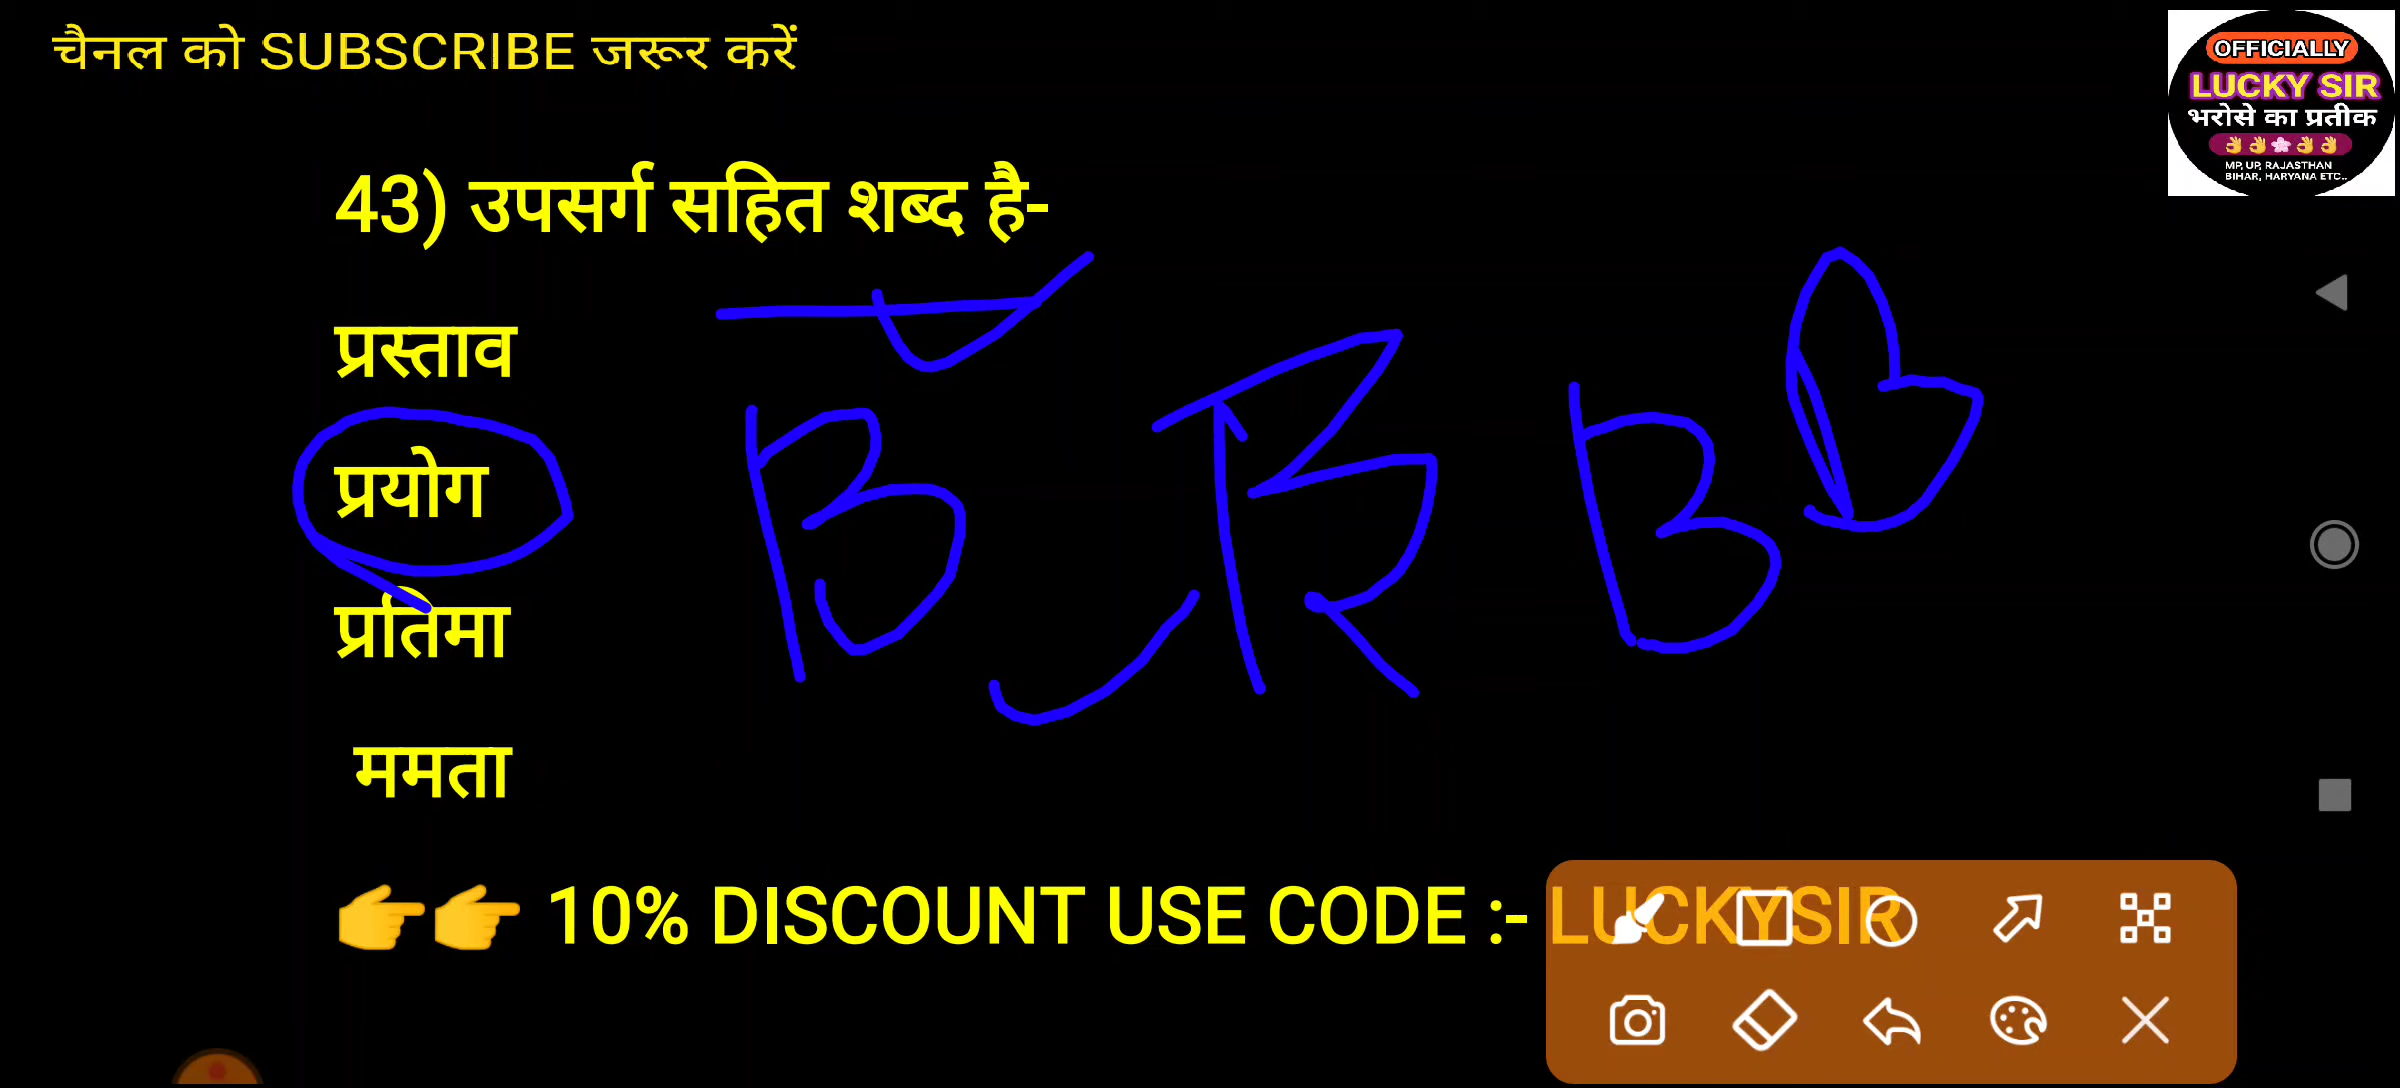 चैनल को SUBSCRIBE जरूर करें
OFFICIALLY
LUCKY SIR
भरोसे का प्रतीक
MP, UP, RAJASTHAN
BIHAR, HARYANA ETC..
43) उपसर्ग सहित शब्द है-
प्रस्ताव
प्रयोग
प्रतिमा
ममता
B R B B
👉👉 10% DISCOUNT USE CODE :- LUCKYSIR